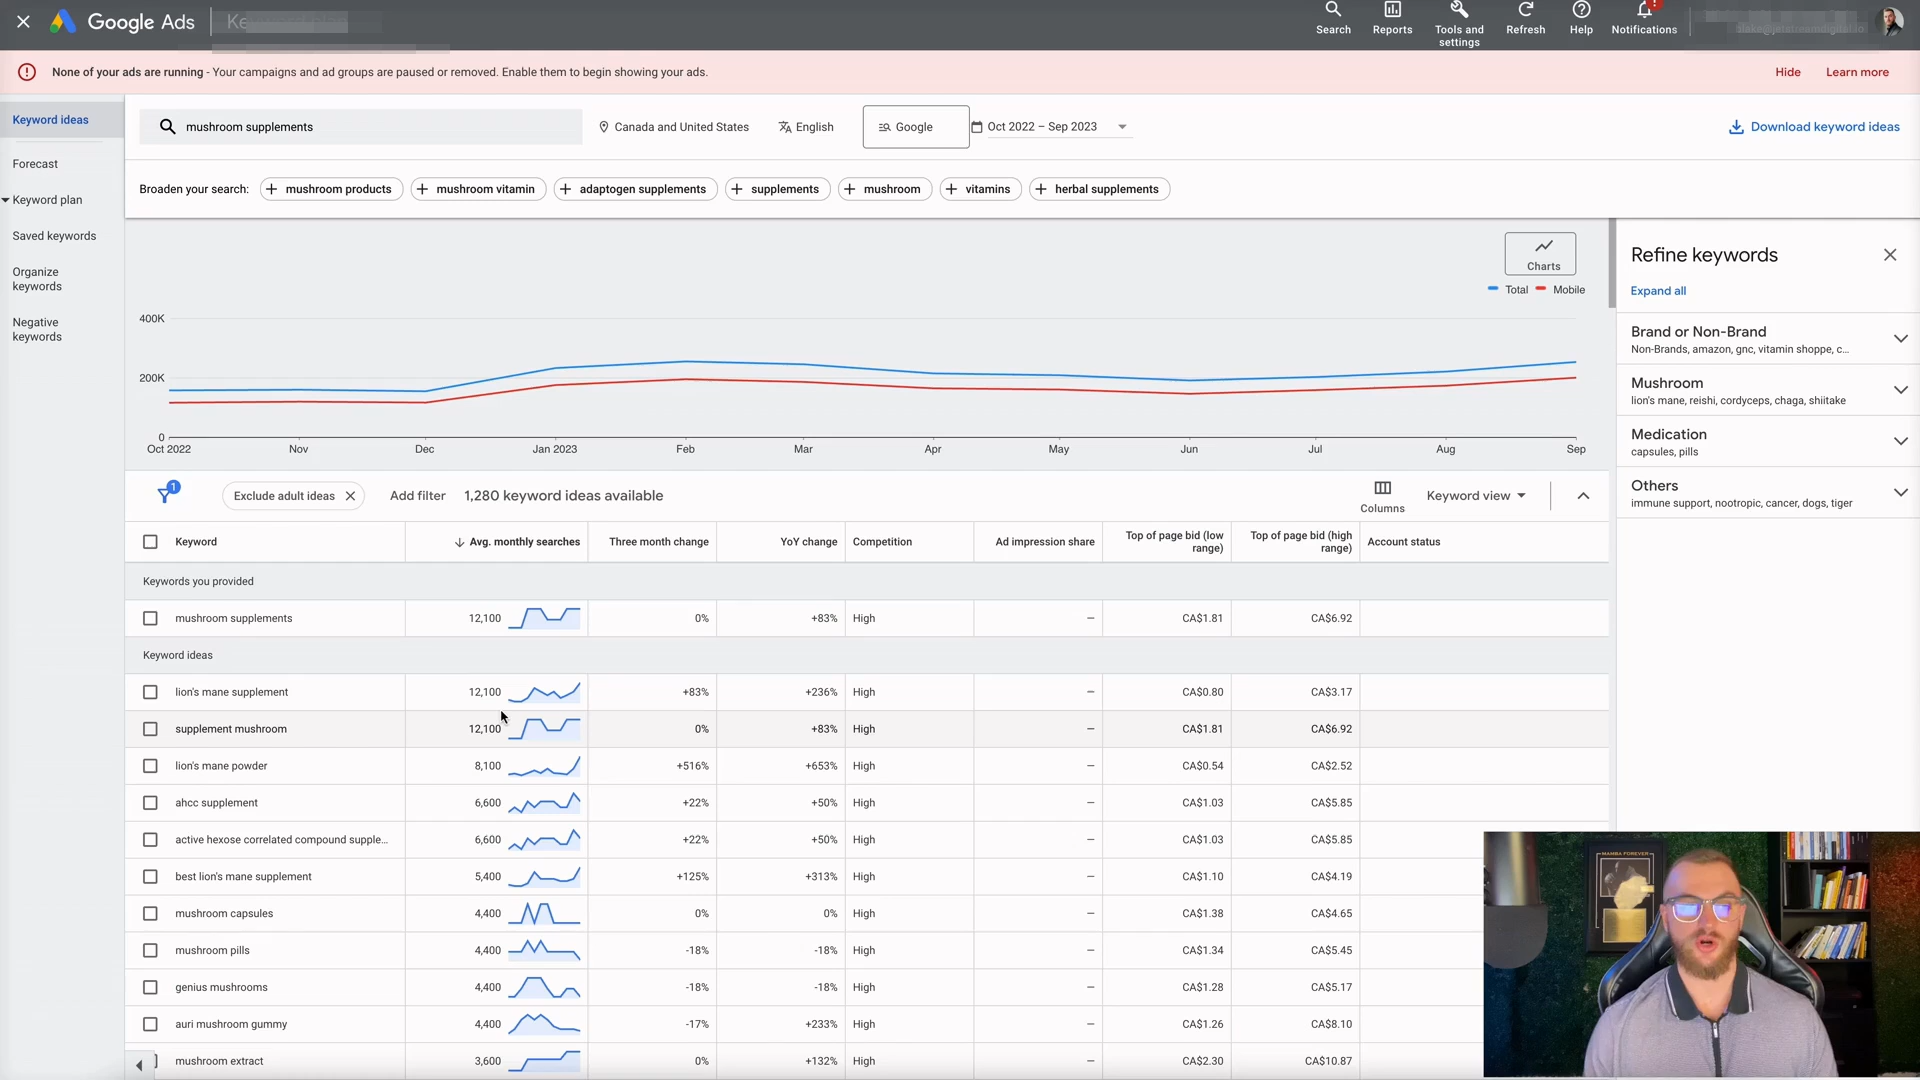 Google Ads
Search
Reports
Tools and settings
Refresh
Help
Notifications
None of your ads are running - Your campaigns and ad groups are paused or removed. Enable them to begin showing your ads.
Hide
Learn more
Keyword ideas
Forecast
Keyword plan
Saved keywords
Organize keywords
Negative keywords
mushroom supplements
Canada and United States
English
Google
Oct 2022 – Sep 2023
Download keyword ideas
Broaden your search:
mushroom products
mushroom vitamin
adaptogen supplements
supplements
mushroom
vitamins
herbal supplements
Charts
Total
Mobile
400K
200K
0
Oct 2022 Nov Dec Jan 2023 Feb Mar Apr May Jun Jul Aug Sep
Refine keywords
Expand all
Brand or Non-Brand
Non-Brands, amazon, gnc, vitamin shoppe, c...
Mushroom
lion's mane, reishi, cordyceps, chaga, shiitake
Medication
capsules, pills
Others
immune support, nootropic, cancer, dogs, tiger
1
Exclude adult ideas
Add filter
1,280 keyword ideas available
Columns
Keyword view
Keyword Avg. monthly searches Three month change YoY change Competition Ad impression share Top of page bid (low range) Top of page bid (high range) Account status
Keywords you provided
mushroom supplements 12,100 0% +83% High – CA$1.81 CA$6.92
Keyword ideas
lion's mane supplement 12,100 +83% +236% High – CA$0.80 CA$3.17
supplement mushroom 12,100 0% +83% High – CA$1.81 CA$6.92
lion's mane powder 8,100 +516% +653% High – CA$0.54 CA$2.52
ahcc supplement 6,600 +22% +50% High – CA$1.03 CA$5.85
active hexose correlated compound supple... 6,600 +22% +50% High – CA$1.03 CA$5.85
best lion's mane supplement 5,400 +125% +313% High – CA$1.10 CA$4.19
mushroom capsules 4,400 0% 0% High – CA$1.38 CA$4.65
mushroom pills 4,400 -18% -18% High – CA$1.34 CA$5.45
genius mushrooms 4,400 -18% -18% High – CA$1.28 CA$5.17
auri mushroom gummy 4,400 -17% +233% High – CA$1.26 CA$8.10
mushroom extract 3,600 0% +132% High – CA$2.30 CA$10.87
MAMBA FOREVER